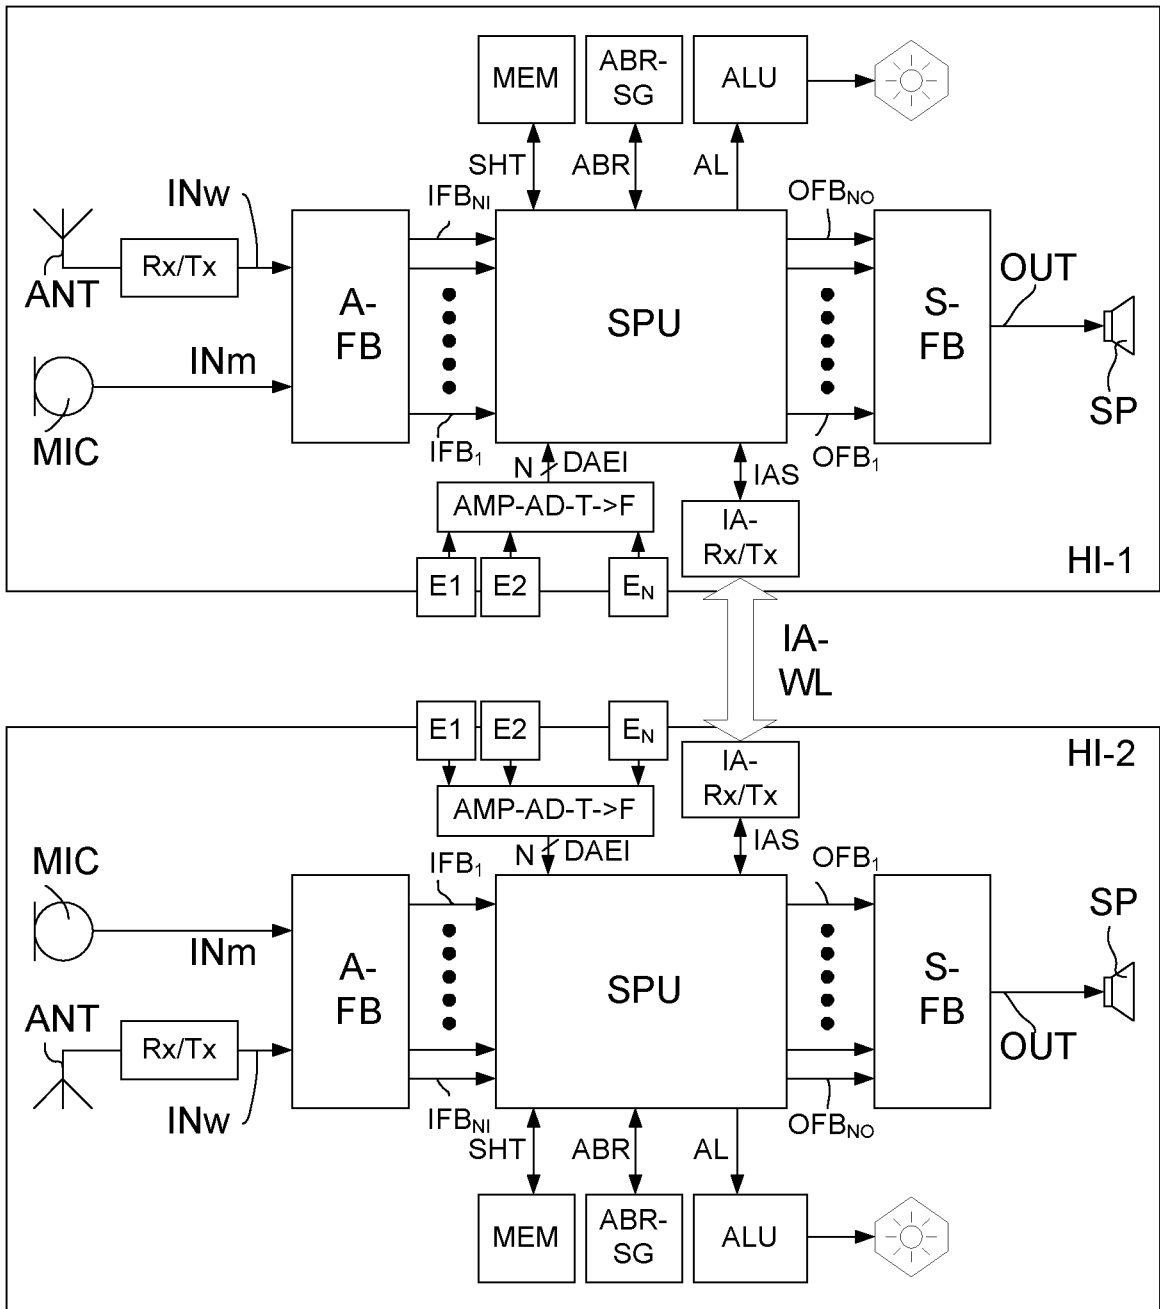 MEM
ABR-
SG
ALU
SHT
ABR
AL
INw
IFB_NI
OFB_NO
Rx/Tx
ANT
A-
FB
SPU
S-
FB
OUT
INm
MIC
SP
IFB_1
OFB_1
N
DAEI
IAS
AMP-AD-T->F
IA-
Rx/Tx
E1
E2
E_N
HI-1
IA-
WL
E1
E2
E_N
HI-2
IA-
Rx/Tx
AMP-AD-T->F
N
DAEI
IAS
MIC
IFB_1
OFB_1
SP
INm
A-
FB
SPU
S-
FB
ANT
Rx/Tx
OUT
INw
IFB_NI
OFB_NO
SHT
ABR
AL
MEM
ABR-
SG
ALU